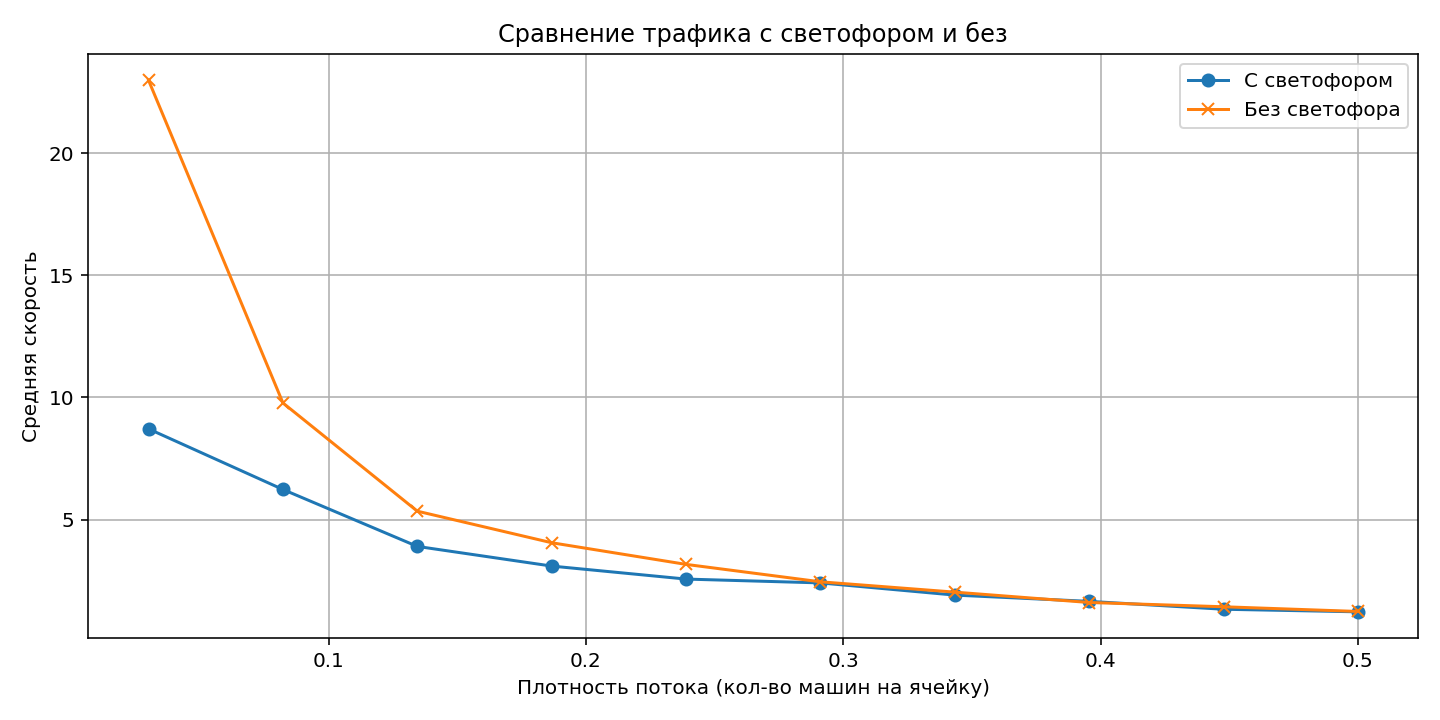 Сравнение трафика с светофором и без
С светофором
Без светофора
Средняя скорость
20
15
10
5
0.1
0.2
0.3
0.4
0.5
Плотность потока (кол-во машин на ячейку)